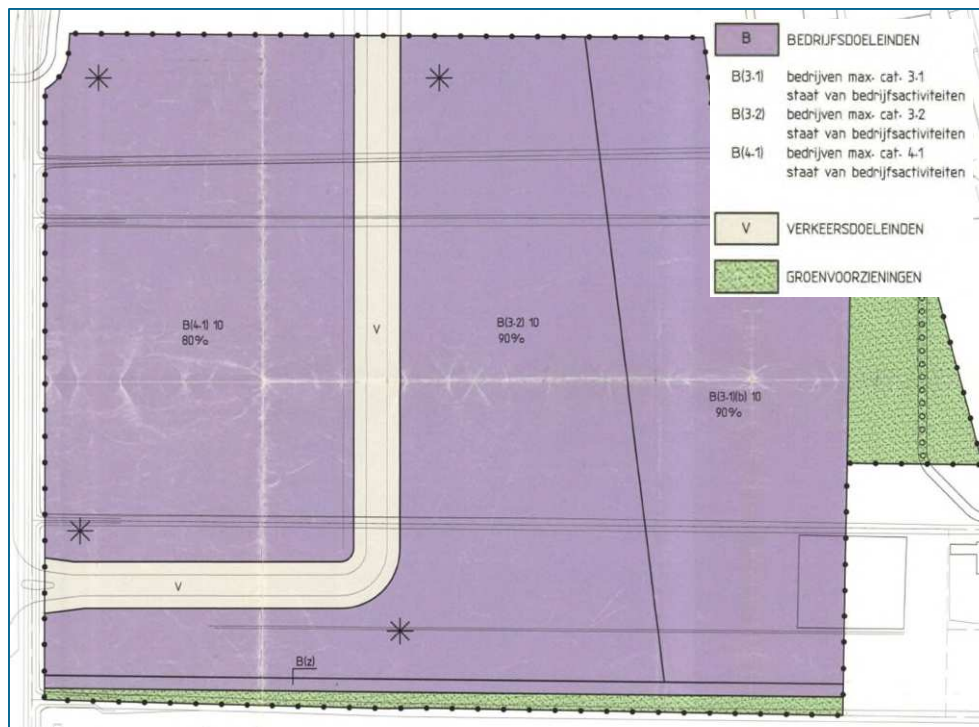 B BEDRIJFSDOELEINDEN
B(3.1) bedrijven max. cat. 3.1
staat van bedrijfsactiviteiten
B(3.2) bedrijven max. cat. 3.2
staat van bedrijfsactiviteiten
B(4.1) bedrijven max. cat. 4.1
staat van bedrijfsactiviteiten
V VERKEERSDOELEINDEN
GROENVOORZIENINGEN
B(4.1) 10
80%
V
B(3.2) 10
90%
B(3.1)(b) 10
90%
V
B(z)